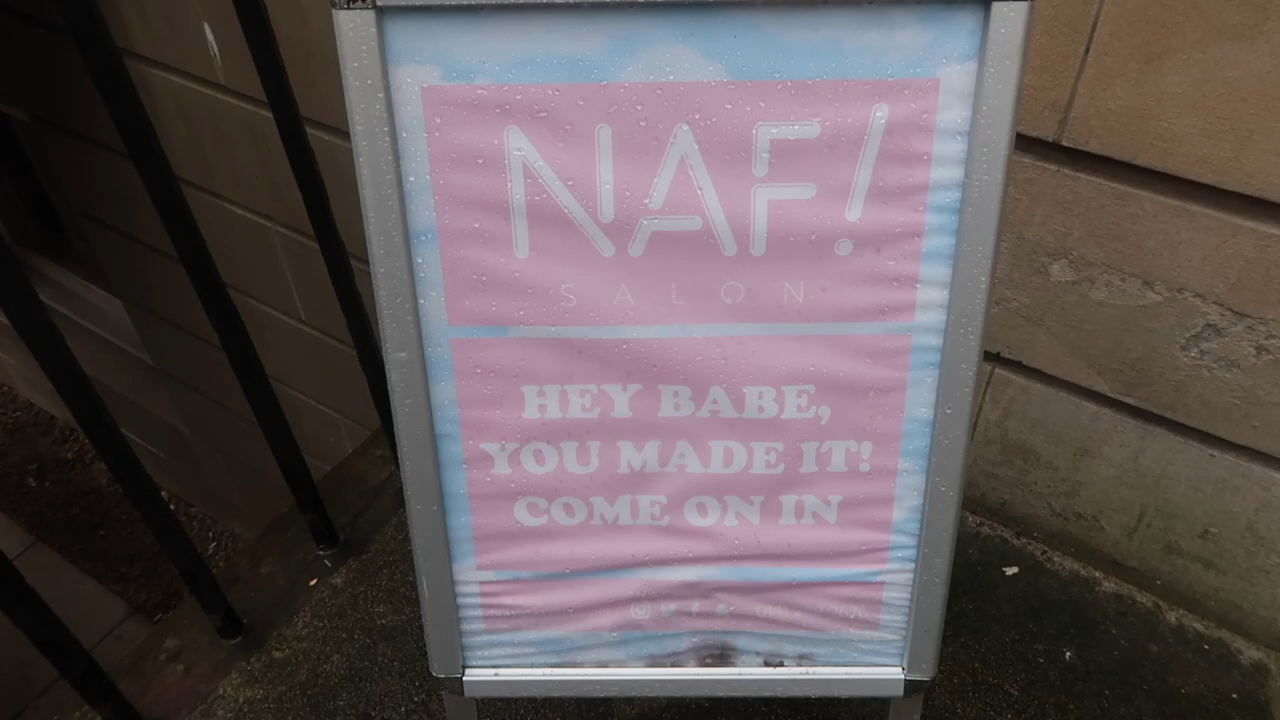 NAF!
SALON
HEY BABE,
YOU MADE IT!
COME ON IN